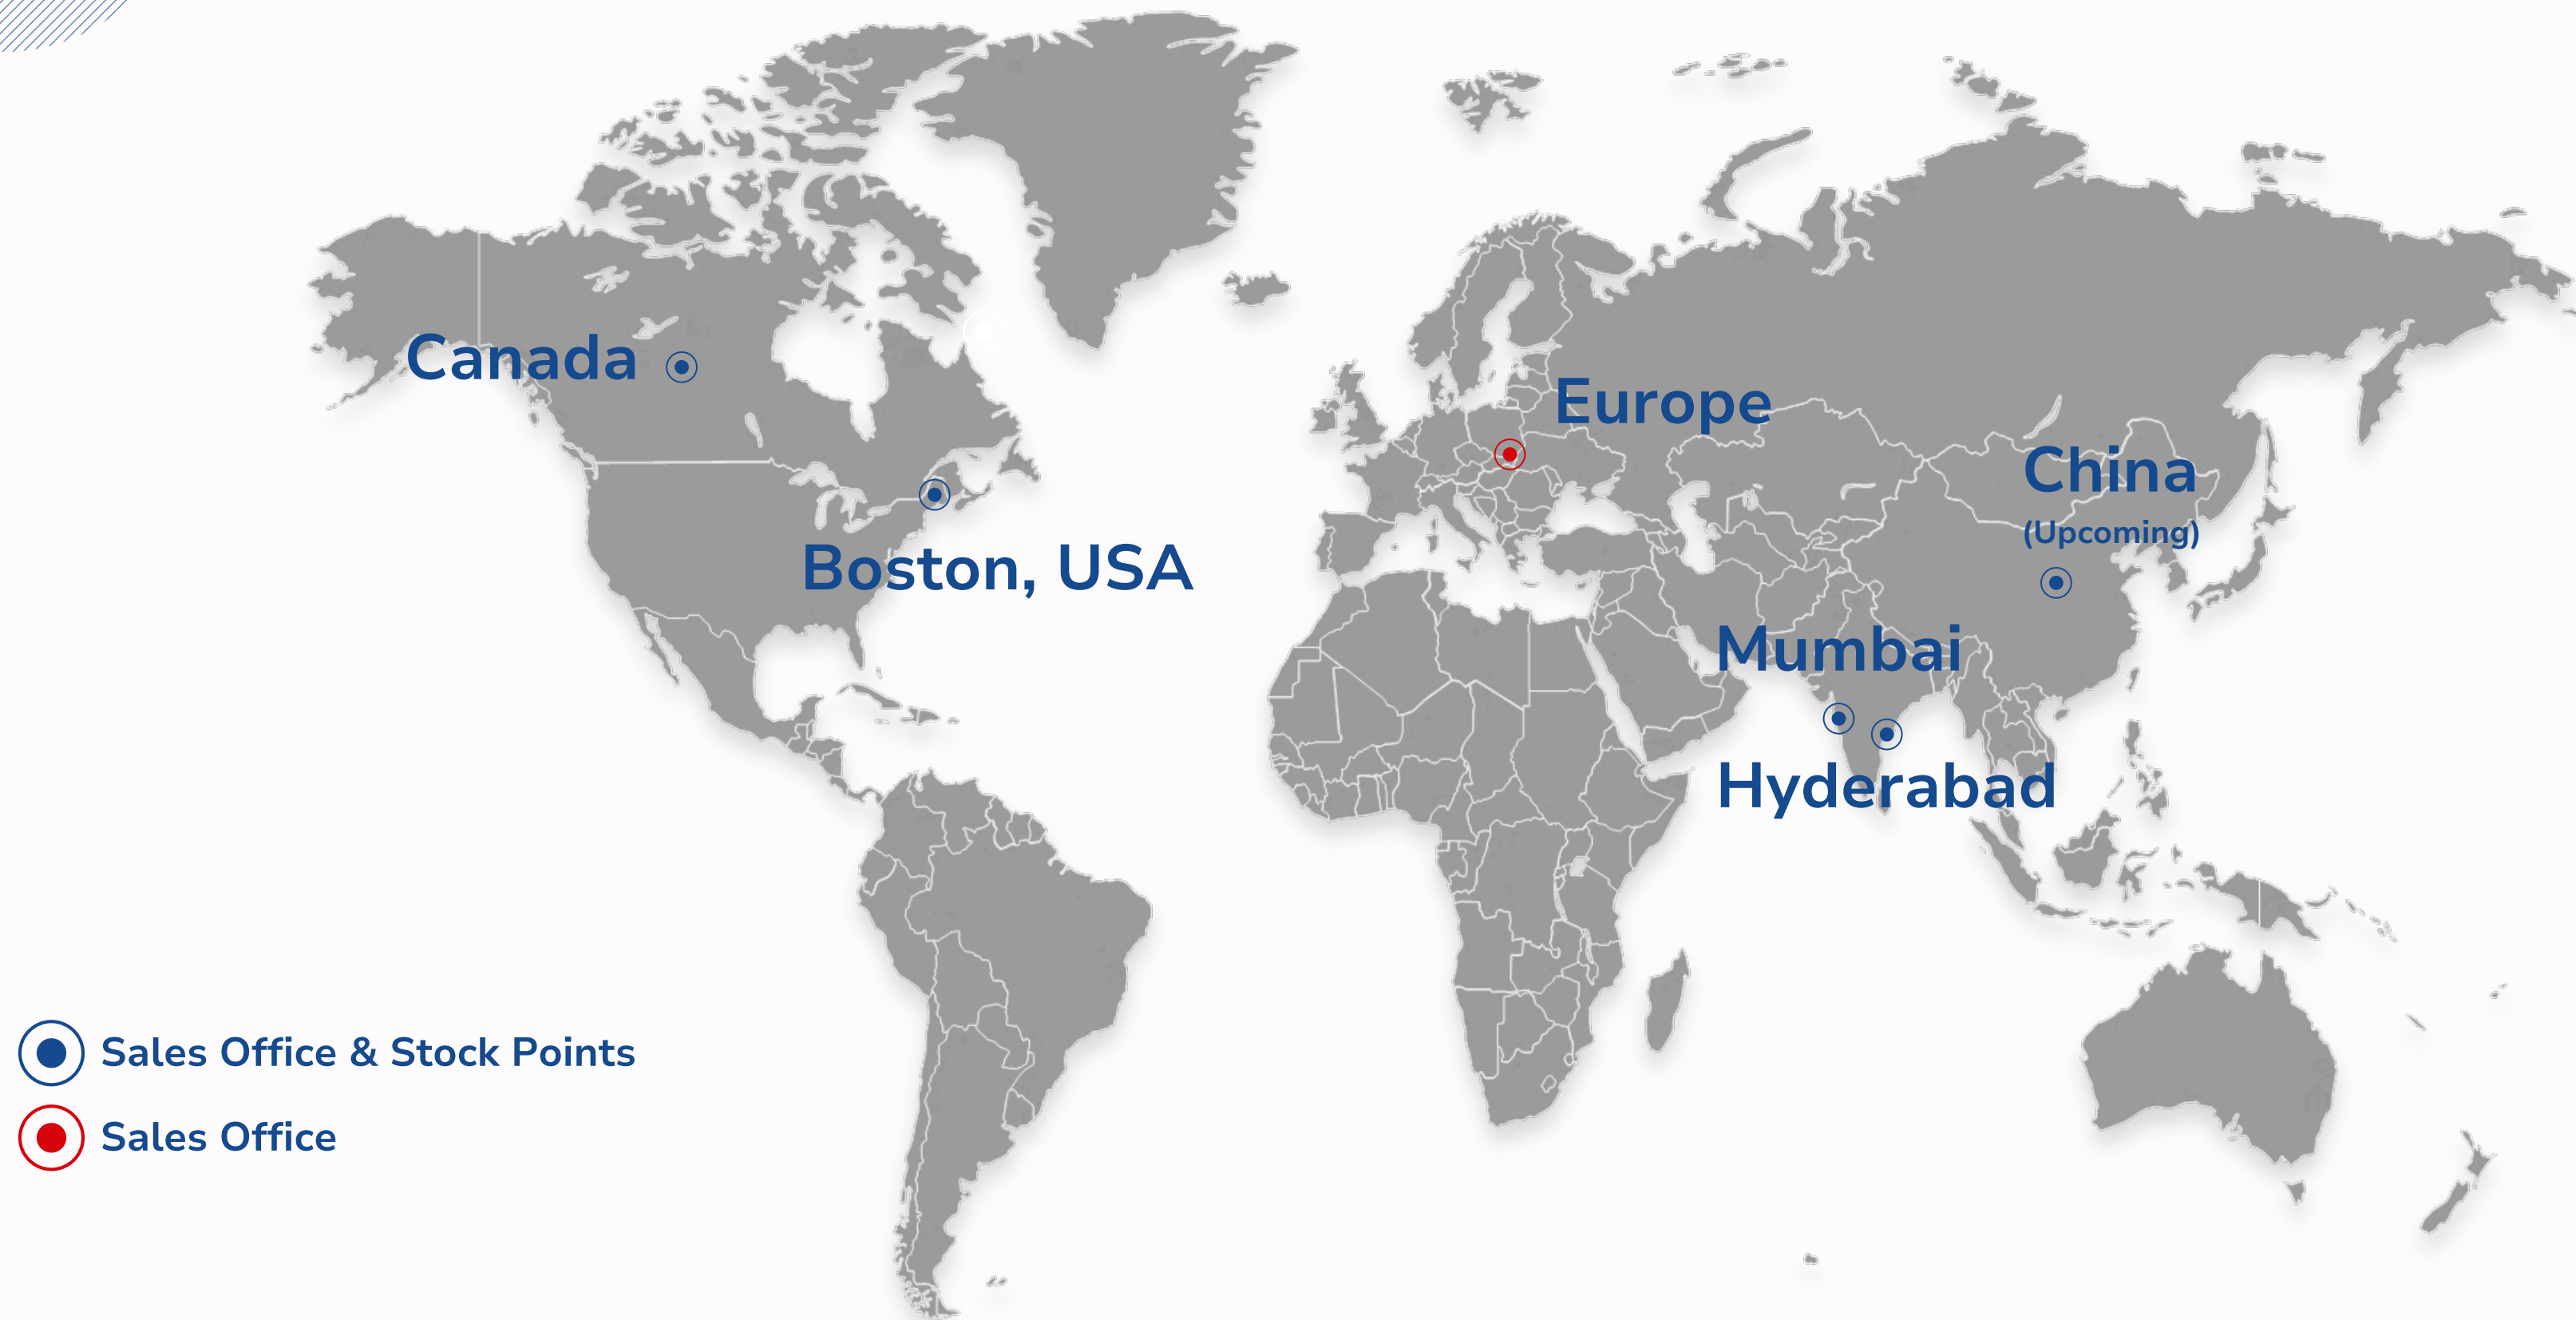 Canada
Europe
China
(Upcoming)
Boston, USA
Mumbai
Hyderabad
Sales Office & Stock Points
Sales Office